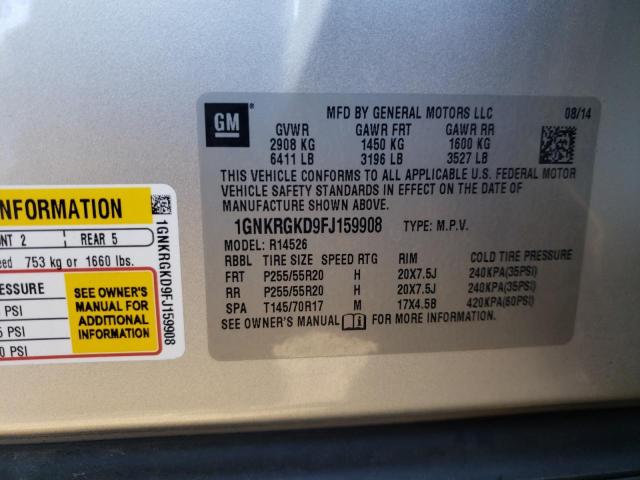 GM
MFD BY GENERAL MOTORS LLC 08/14
GVWR GAWR FRT GAWR RR
2908 KG 1450 KG 1600 KG
6411 LB 3196 LB 3527 LB
THIS VEHICLE CONFORMS TO ALL APPLICABLE U.S. FEDERAL MOTOR
VEHICLE SAFETY STANDARDS IN EFFECT ON THE DATE OF
MANUFACTURE SHOWN ABOVE.
1GNKRGKD9FJ159908 TYPE: M.P.V.
MODEL: R14526
RBBL TIRE SIZE SPEED RTG RIM COLD TIRE PRESSURE
FRT P255/55R20 H 20X7.5J 240KPA(35PSI)
RR P255/55R20 H 20X7.5J 240KPA(35PSI)
SPA T145/70R17 M 17X4.5B 420KPA(60PSI)
SEE OWNER'S MANUAL FOR MORE INFORMATION.
INFORMATION
NT 2 REAR 5
eed 753 kg or 1660 lbs.
ESSURE
PSI
5 PSI
0 PSI
SEE OWNER'S
MANUAL FOR
ADDITIONAL
INFORMATION
1GNKRGKD9FJ159908